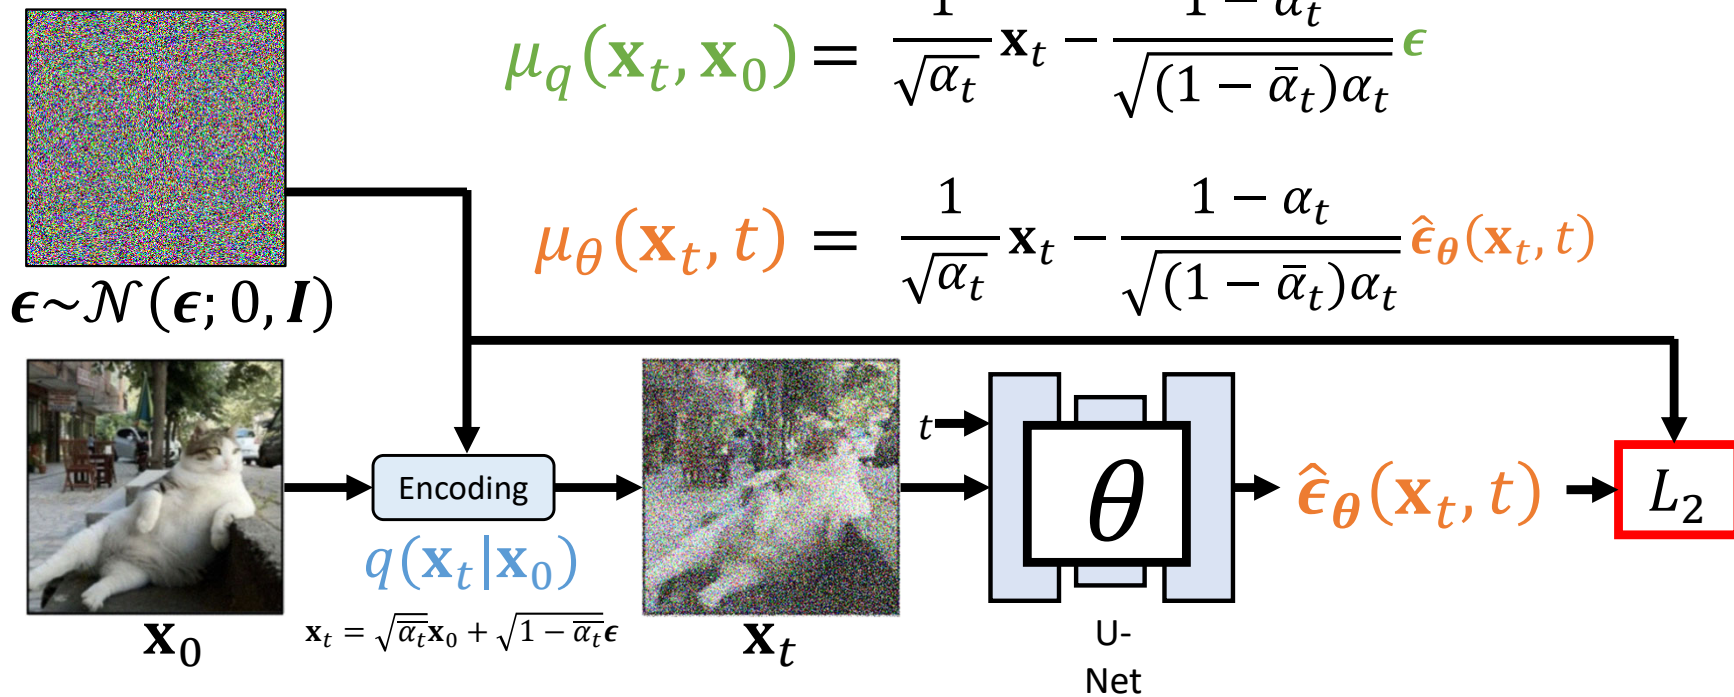 μ_q(𝐱_t, 𝐱_0) = 1/√α_t 𝐱_t − (1 − α_t)/√((1 − ᾱ_t)α_t) ϵ
μ_θ(𝐱_t, t) = 1/√α_t 𝐱_t − (1 − α_t)/√((1 − ᾱ_t)α_t) ϵ̂_θ(𝐱_t, t)
ϵ~𝒩(ϵ; 0, I)
t
Encoding
θ
ϵ̂_θ(𝐱_t, t)
L_2
q(𝐱_t|𝐱_0)
𝐱_0
𝐱_t = √ᾱ_t 𝐱_0 + √(1 − ᾱ_t) ϵ
𝐱_t
U-
Net